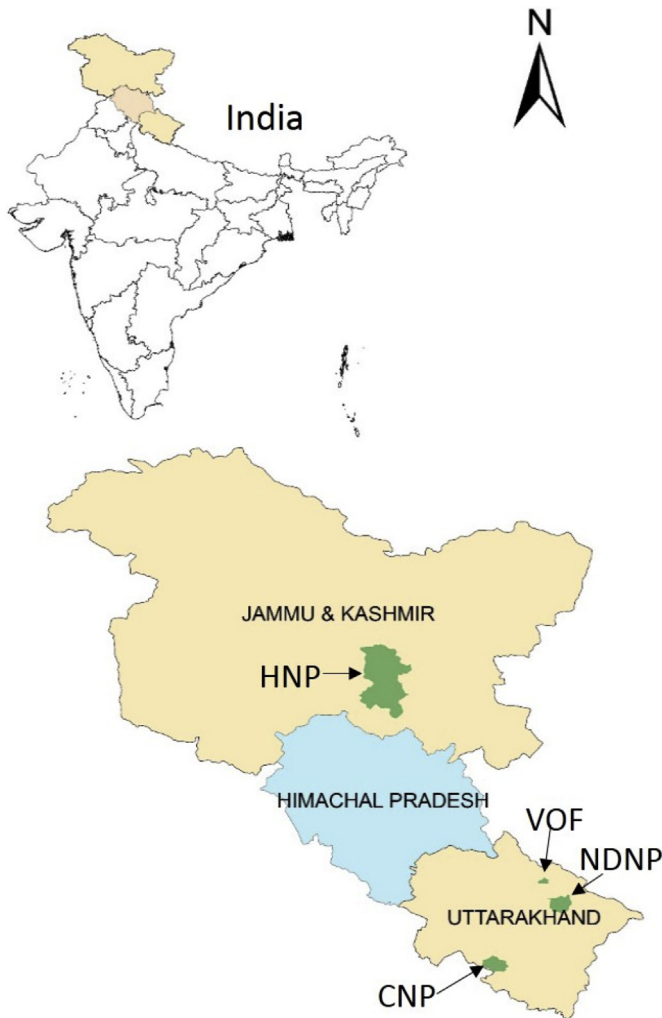 N
India
JAMMU & KASHMIR
HNP
HIMACHAL PRADESH
VOF
NDNP
UTTARAKHAND
CNP